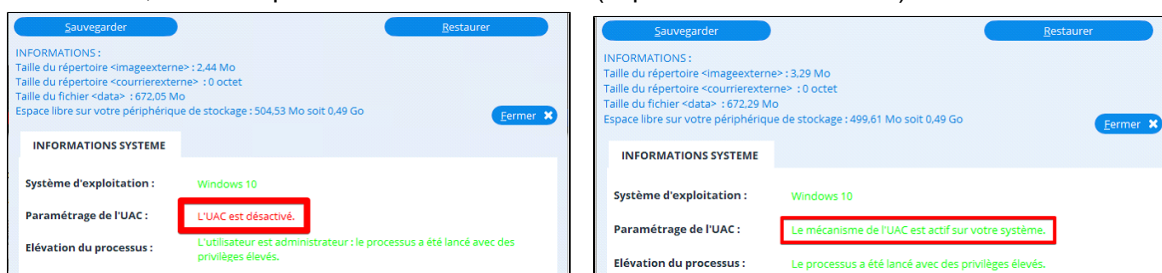 Sauvegarder
Restaurer
INFORMATIONS :
Taille du répertoire <imageexterne> : 2,44 Mo
Taille du répertoire <courrierexterne> : 0 octet
Taille du fichier <data> : 672,05 Mo
Espace libre sur votre périphérique de stockage : 504,53 Mo soit 0,49 Go
Fermer ✖
INFORMATIONS SYSTEME
Système d'exploitation :
Windows 10
Paramétrage de l'UAC :
L'UAC est désactivé.
Elévation du processus :
L'utilisateur est administrateur : le processus a été lancé avec des
privilèges élevés.
Sauvegarder
Restaurer
INFORMATIONS :
Taille du répertoire <imageexterne> : 3,29 Mo
Taille du répertoire <courrierexterne> : 0 octet
Taille du fichier <data> : 672,29 Mo
Espace libre sur votre périphérique de stockage : 499,61 Mo soit 0,49 Go
Fermer ✖
INFORMATIONS SYSTEME
Système d'exploitation :
Windows 10
Paramétrage de l'UAC :
Le mécanisme de l'UAC est actif sur votre système.
Elévation du processus :
Le processus a été lancé avec des privilèges élevés.